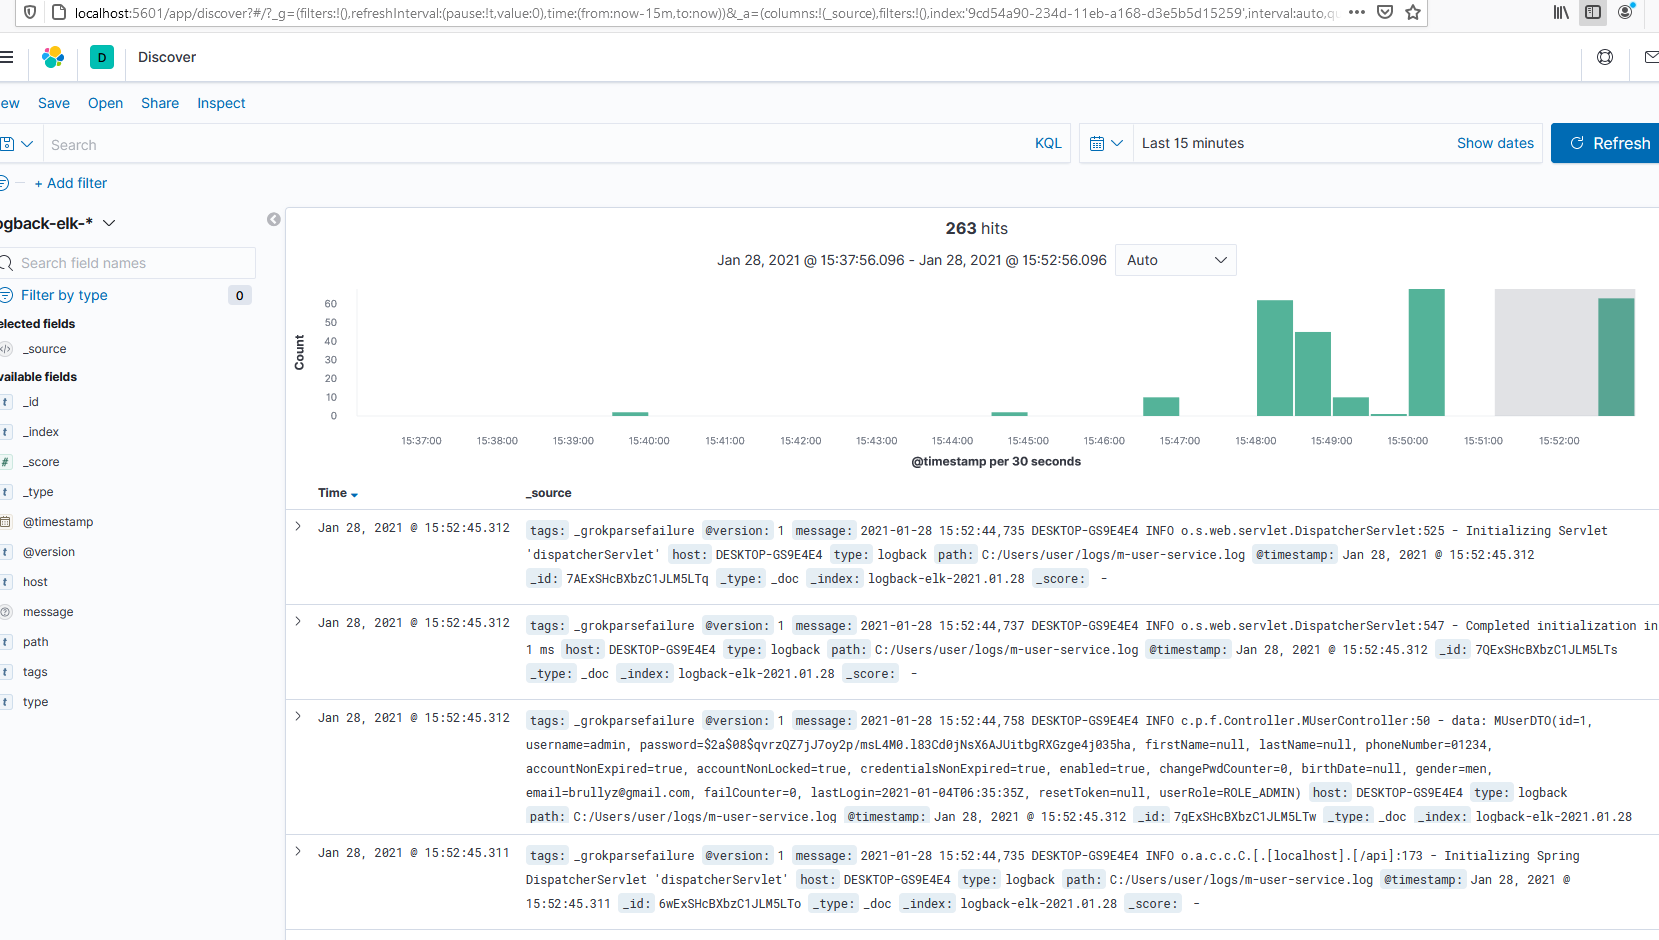 localhost:5601/app/discover?#/?_g=(filters:!(),refreshInterval:(pause:!t,value:0),time:(from:now-15m,to:now))&_a=(columns:!(_source),filters:!(),index:'9cd54a90-234d-11eb-a168-d3e5b5d15259',interval:auto,qu
D Discover
ew Save Open Share Inspect
Search KQL Last 15 minutes Show dates Refresh
+ Add filter
ogback-elk-*
Search field names
Filter by type 0
elected fields
_source
vailable fields
_id
_index
_score
_type
@timestamp
@version
host
message
path
tags
type
263 hits
Jan 28, 2021 @ 15:37:56.096 - Jan 28, 2021 @ 15:52:56.096 Auto
Count
60
50
40
30
20
10
0
15:37:00 15:38:00 15:39:00 15:40:00 15:41:00 15:42:00 15:43:00 15:44:00 15:45:00 15:46:00 15:47:00 15:48:00 15:49:00 15:50:00 15:51:00 15:52:00
@timestamp per 30 seconds
Time _source
Jan 28, 2021 @ 15:52:45.312 tags: _grokparsefailure @version: 1 message: 2021-01-28 15:52:44,735 DESKTOP-GS9E4E4 INFO o.s.web.servlet.DispatcherServlet:525 - Initializing Servlet
'dispatcherServlet' host: DESKTOP-GS9E4E4 type: logback path: C:/Users/user/logs/m-user-service.log @timestamp: Jan 28, 2021 @ 15:52:45.312
_id: 7AExSHcBXbzC1JLM5LTq _type: _doc _index: logback-elk-2021.01.28 _score: -
Jan 28, 2021 @ 15:52:45.312 tags: _grokparsefailure @version: 1 message: 2021-01-28 15:52:44,737 DESKTOP-GS9E4E4 INFO o.s.web.servlet.DispatcherServlet:547 - Completed initialization in
1 ms host: DESKTOP-GS9E4E4 type: logback path: C:/Users/user/logs/m-user-service.log @timestamp: Jan 28, 2021 @ 15:52:45.312 _id: 7QExSHcBXbzC1JLM5LTs
_type: _doc _index: logback-elk-2021.01.28 _score: -
Jan 28, 2021 @ 15:52:45.312 tags: _grokparsefailure @version: 1 message: 2021-01-28 15:52:44,758 DESKTOP-GS9E4E4 INFO c.p.f.Controller.MUserController:50 - data: MUserDTO(id=1,
username=admin, password=$2a$08$qvrzQZ7jJ7oy2p/msL4M0.l83Cd0jNsX6AJUitbgRXGzge4j035ha, firstName=null, lastName=null, phoneNumber=01234,
accountNonExpired=true, accountNonLocked=true, credentialsNonExpired=true, enabled=true, changePwdCounter=0, birthDate=null, gender=men,
email=brullyz@gmail.com, failCounter=0, lastLogin=2021-01-04T06:35:35Z, resetToken=null, userRole=ROLE_ADMIN) host: DESKTOP-GS9E4E4 type: logback
path: C:/Users/user/logs/m-user-service.log @timestamp: Jan 28, 2021 @ 15:52:45.312 _id: 7gExSHcBXbzC1JLM5LTw _type: _doc _index: logback-elk-2021.01.28
Jan 28, 2021 @ 15:52:45.311 tags: _grokparsefailure @version: 1 message: 2021-01-28 15:52:44,735 DESKTOP-GS9E4E4 INFO o.a.c.c.C.[.[localhost].[/api]:173 - Initializing Spring
DispatcherServlet 'dispatcherServlet' host: DESKTOP-GS9E4E4 type: logback path: C:/Users/user/logs/m-user-service.log @timestamp: Jan 28, 2021 @
15:52:45.311 _id: 6wExSHcBXbzC1JLM5LTo _type: _doc _index: logback-elk-2021.01.28 _score: -